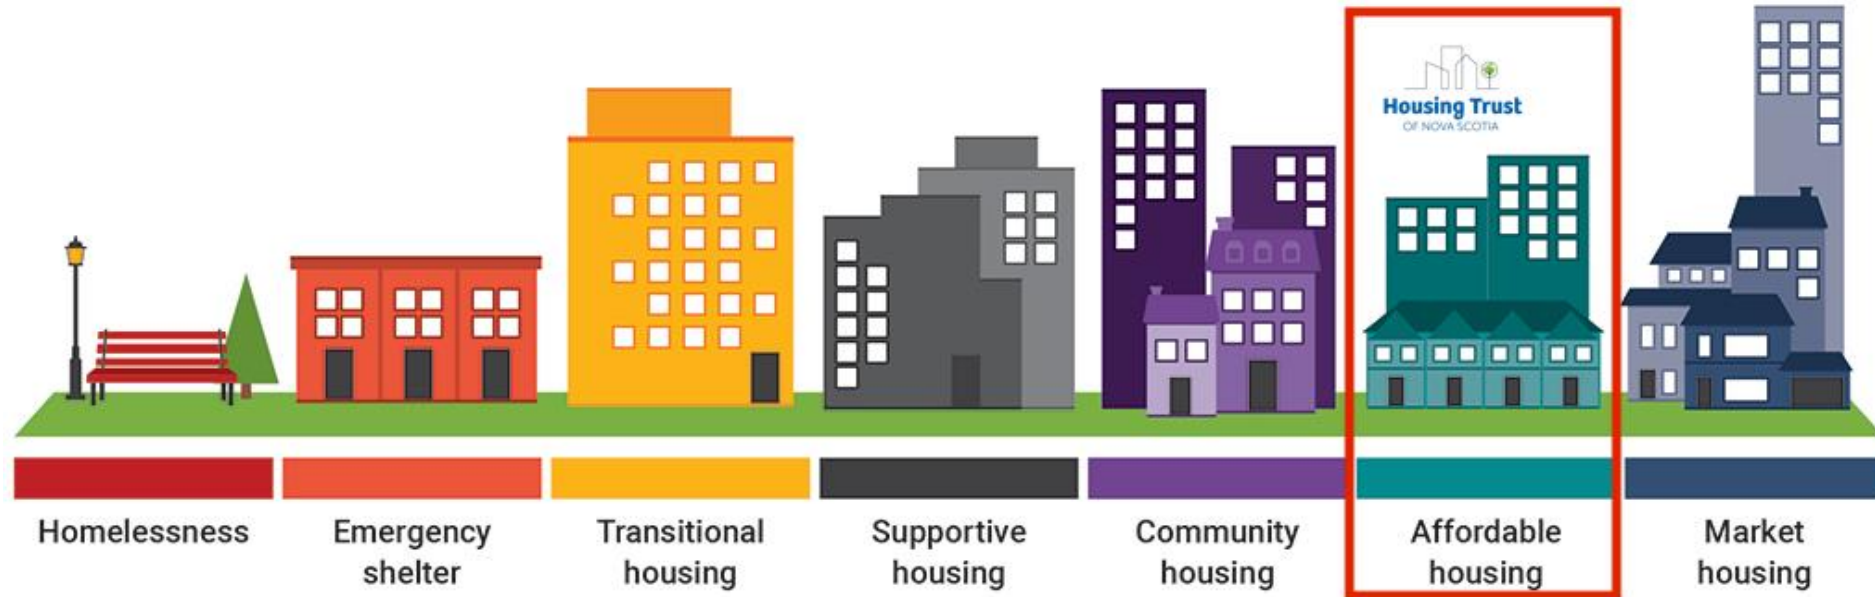 Housing Trust
OF NOVA SCOTIA
Homelessness
Emergency
shelter
Transitional
housing
Supportive
housing
Community
housing
Affordable
housing
Market
housing